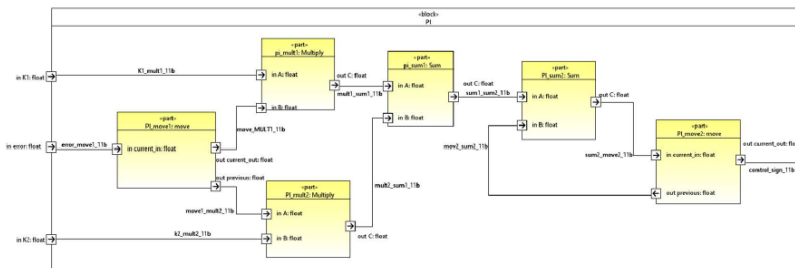 «block»
PI
in K1: float
K1_mult1_11b
«part»
pi_mult1: Multiply
in A: float
in B: float
out C: float
mult1_sum1_11b
«part»
pi_sum1: Sum
in A: float
in B: float
out C: float
sum1_sum2_11b
«part»
PI_sum2: Sum
in A: float
in B: float
out C: float
in error: float
error_move1_11b
«part»
PI_move1: move
in current_in: float
out current_out: float
out previous: float
move_MULT1_11b
move1_mult2_11b
«part»
PI_mult2: Multiply
in A: float
in B: float
out C: float
mult2_sum1_11b
mov2_sum2_11b
sum2_move2_11b
«part»
PI_move2: move
in current_in: float
out previous: float
out current_out: flo
control_sign_11b
in K2: float
k2_mult2_11b